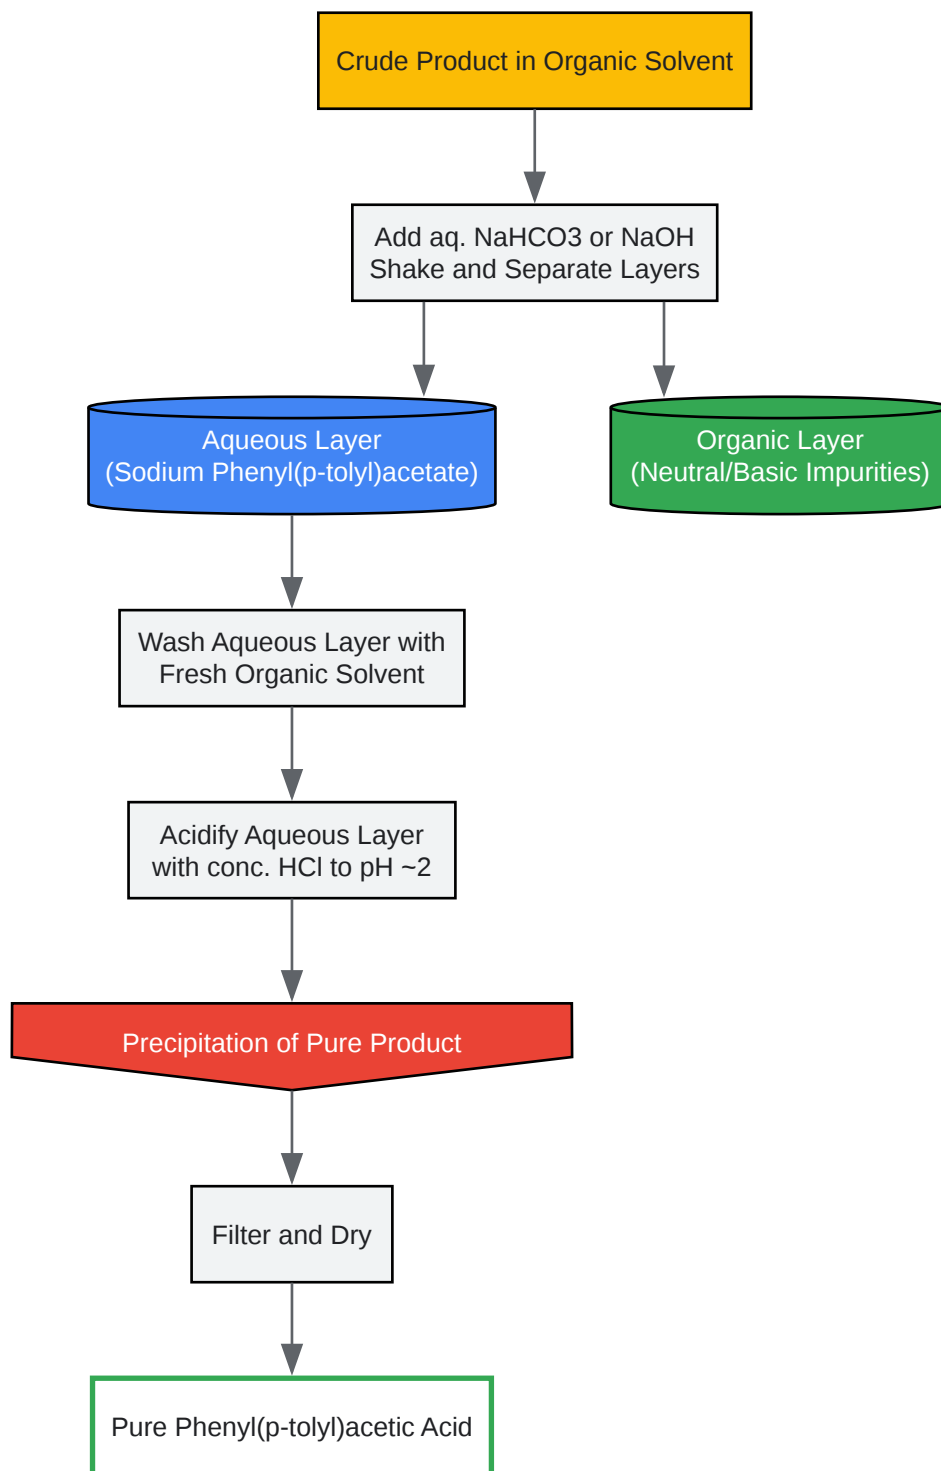 Crude Product in Organic Solvent
Add aq. NaHCO3 or NaOH
Shake and Separate Layers
Aqueous Layer
(Sodium Phenyl(p-tolyl)acetate)
Organic Layer
(Neutral/Basic Impurities)
Wash Aqueous Layer with
Fresh Organic Solvent
Acidify Aqueous Layer
with conc. HCl to pH ~2
Precipitation of Pure Product
Filter and Dry
Pure Phenyl(p-tolyl)acetic Acid